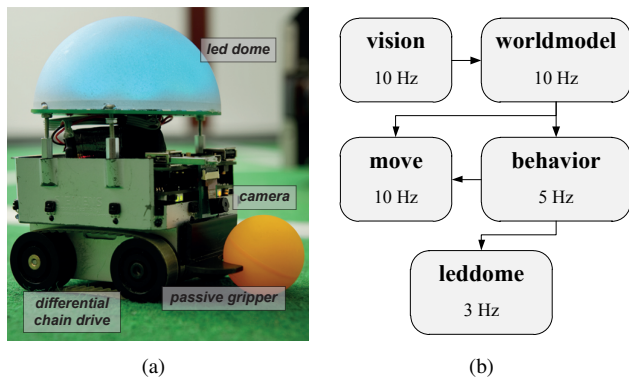 led dome
camera
differential
chain drive
passive gripper
(a)
vision
10 Hz
worldmodel
10 Hz
move
10 Hz
behavior
5 Hz
leddome
3 Hz
(b)